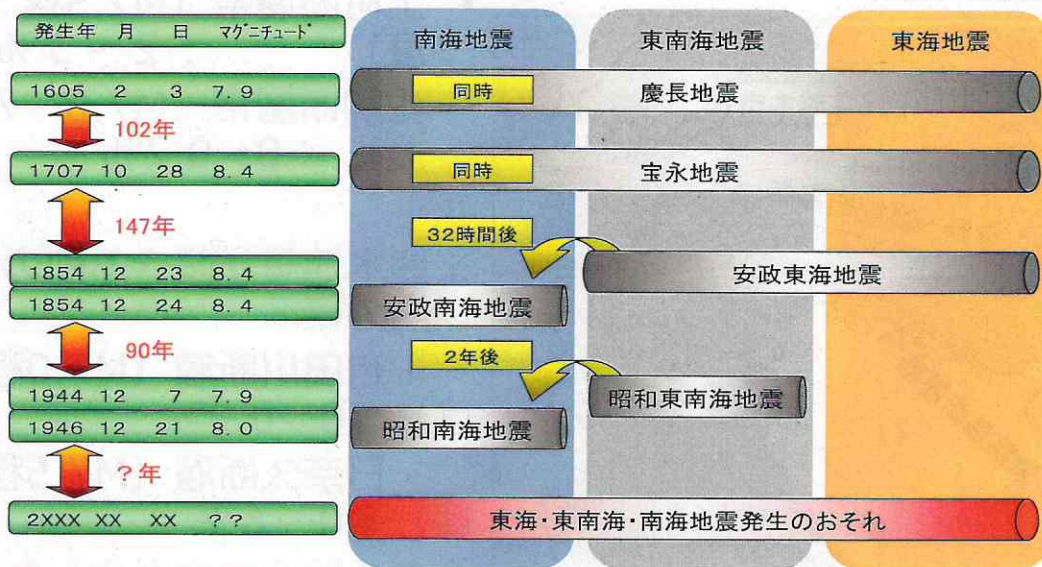 発生年 月 日 マグニチュード
南海地震 東南海地震 東海地震
1605 2 3 7.9
同時 慶長地震
102年
1707 10 28 8.4
同時 宝永地震
147年
32時間後
1854 12 23 8.4
安政東海地震
1854 12 24 8.4
安政南海地震
90年
2年後
1944 12 7 7.9
昭和東南海地震
1946 12 21 8.0
昭和南海地震
?年
2XXX XX XX ??
東海・東南海・南海地震発生のおそれ